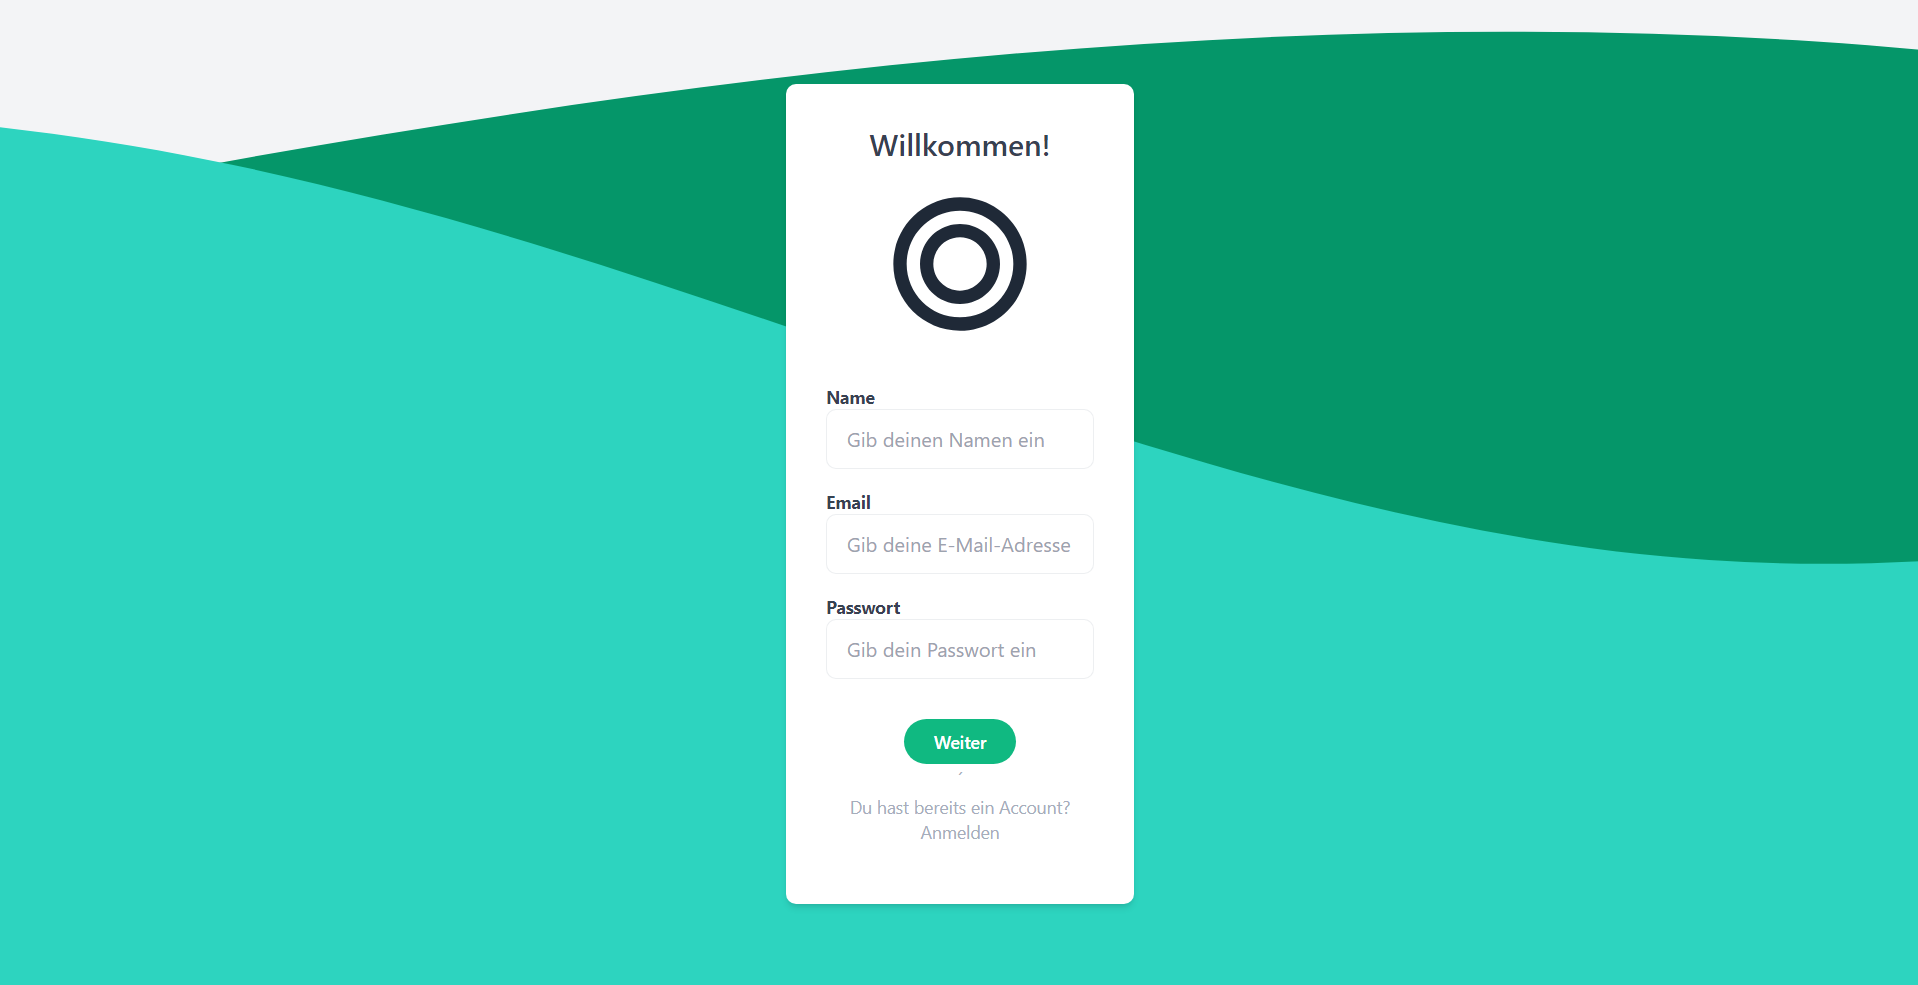 Willkommen!
Name
Gib deinen Namen ein
Email
Gib deine E-Mail-Adresse
Passwort
Gib dein Passwort ein
Weiter
´
Du hast bereits ein Account?
Anmelden